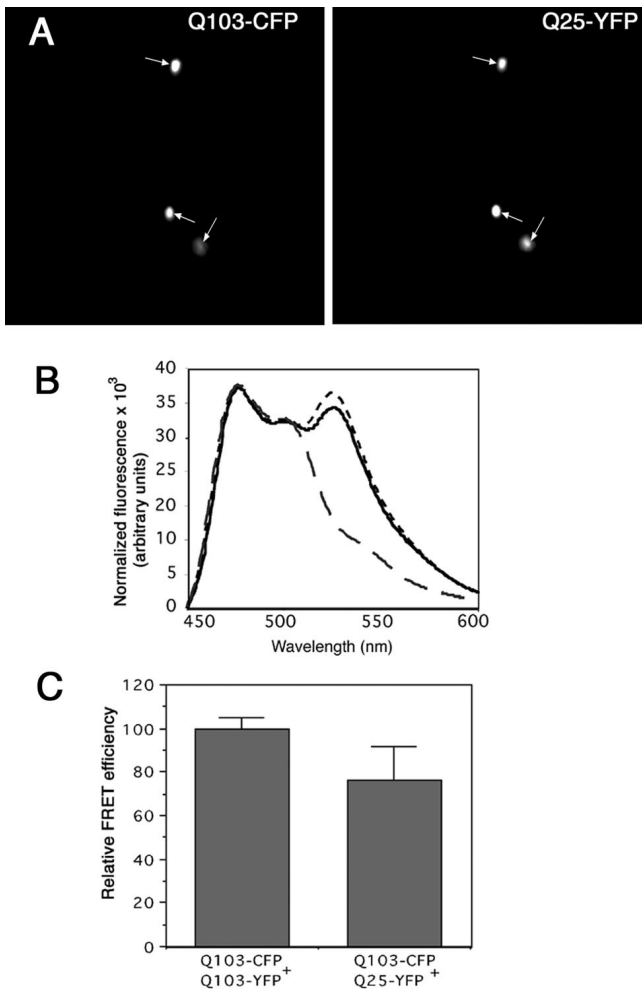 A
Q103-CFP
Q25-YFP
B
Normalized fluorescence x 10³
(arbitrary units)
40
35
30
25
20
10
5
0
450
500
550
600
Wavelength (nm)
C
Relative FRET efficiency
120
100
80
60
40
20
0
Q103-CFP
Q103-YFP +
Q103-CFP
Q25-YFP +